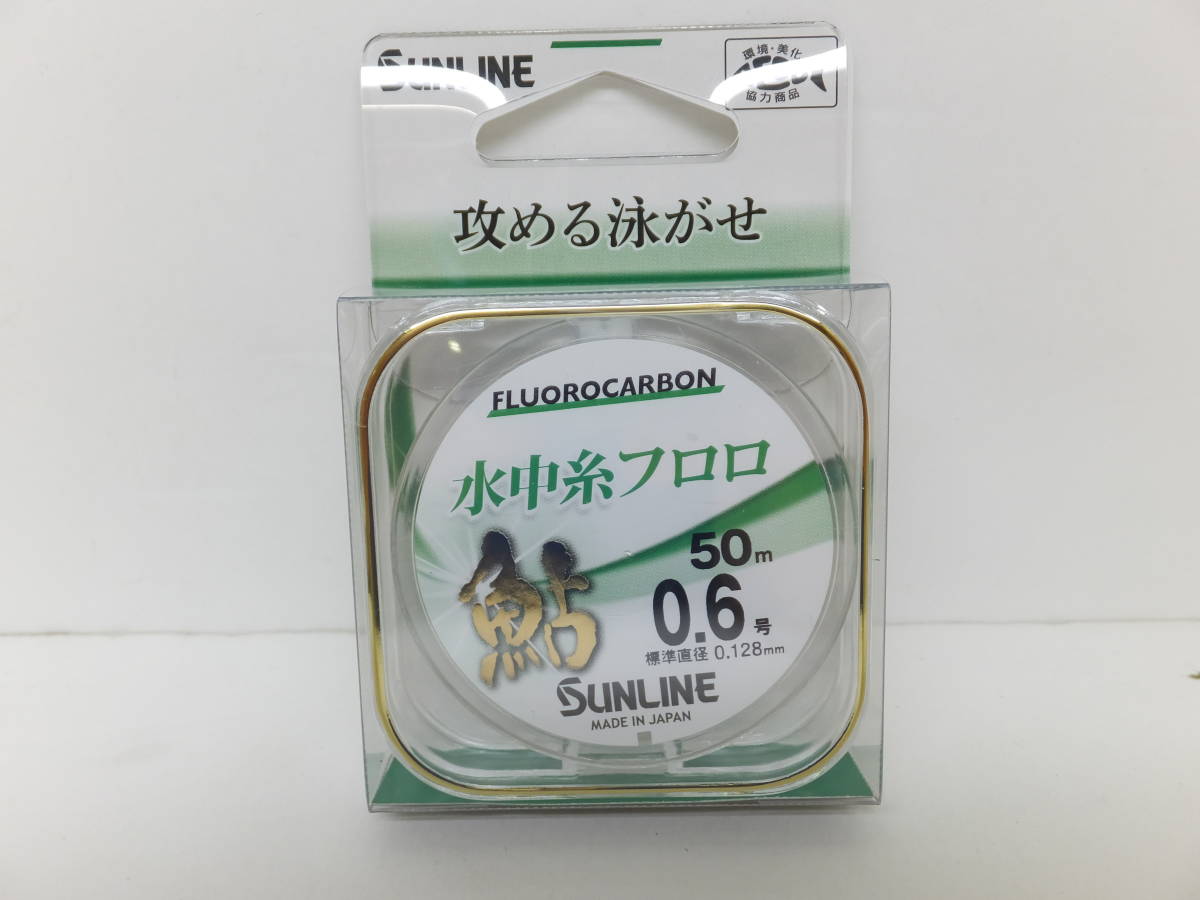 SUNLINE
環境・美化
協力商品
攻める泳がせ
FLUOROCARBON
水中糸フロロ
鮎
50m
0.6号
標準直径 0.128mm
SUNLINE
MADE IN JAPAN